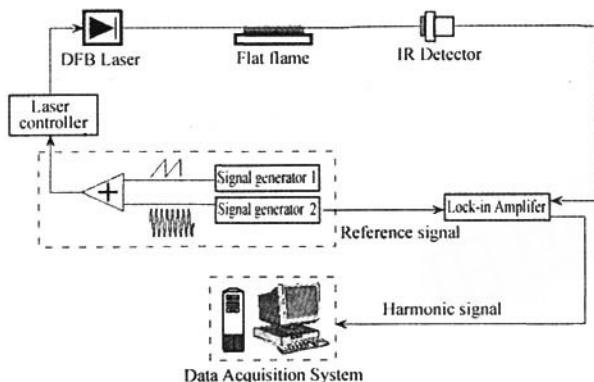 DFB Laser
Flat flame
IR Detector
Laser
controller
Signal generator 1
Signal generator 2
Reference signal
Lock-in Amplifer
Harmonic signal
Data Acquisition System